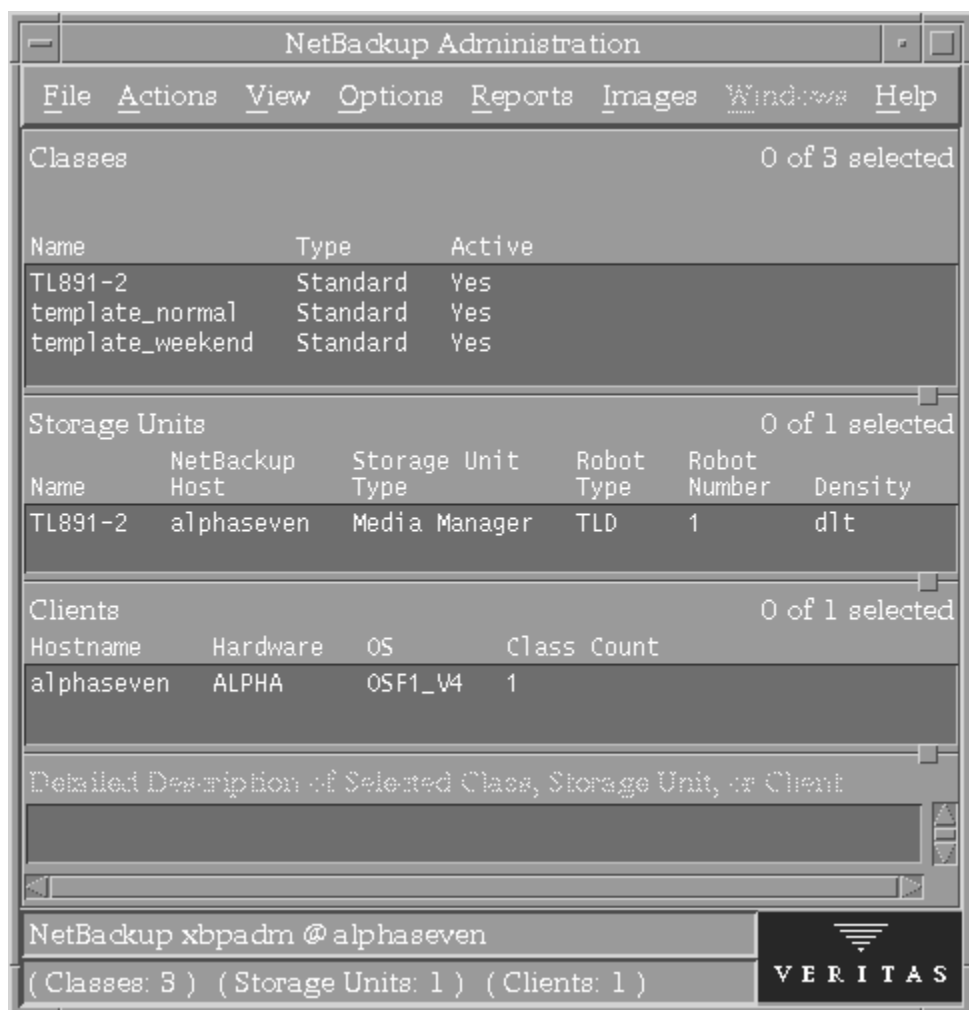 NetBackup Administration
File Actions View Options Reports Images Windows Help
Classes 0 of 3 selected
Name Type Active
TL891-2 Standard Yes
template_normal Standard Yes
template_weekend Standard Yes
Storage Units 0 of 1 selected
NetBackup Storage Unit Robot Robot
Name Host Type Type Number Density
TL891-2 alphaseven Media Manager TLD 1 dlt
Clients 0 of 1 selected
Hostname Hardware OS Class Count
alphaseven ALPHA OSF1_V4 1
Detailed Description of Selected Class, Storage Unit, or Client
NetBackup xbpadm @ alphaseven
( Classes: 3 ) ( Storage Units: 1 ) ( Clients: 1 )
VERITAS